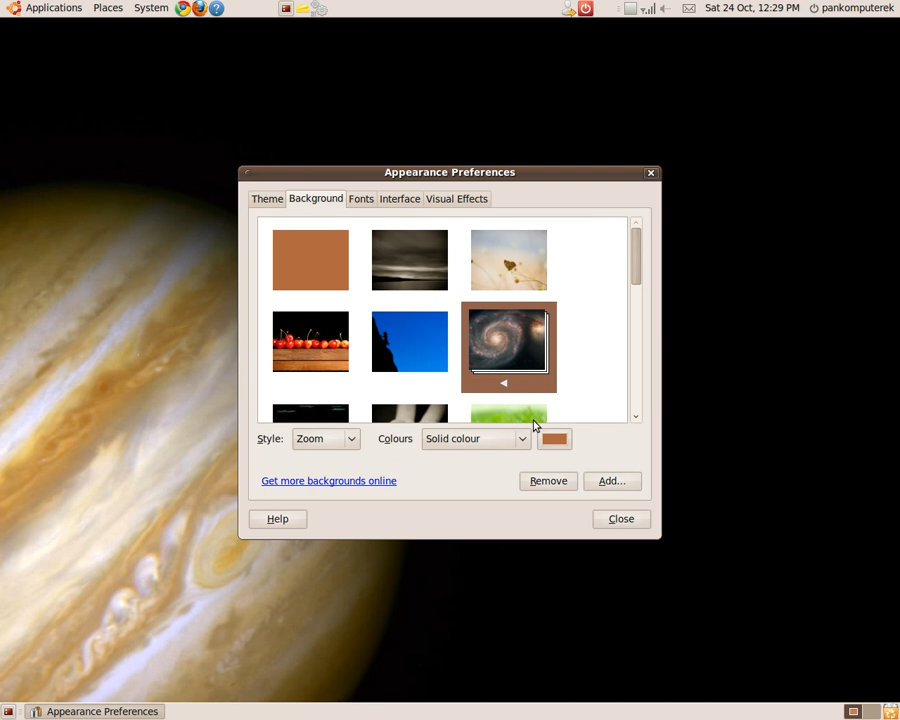 Applications Places System Sat 24 Oct, 12:29 PM pankomputerek
Appearance Preferences
Theme Background Fonts Interface Visual Effects
Style: Zoom Colours Solid colour
Get more backgrounds online Remove Add...
Help Close
Appearance Preferences